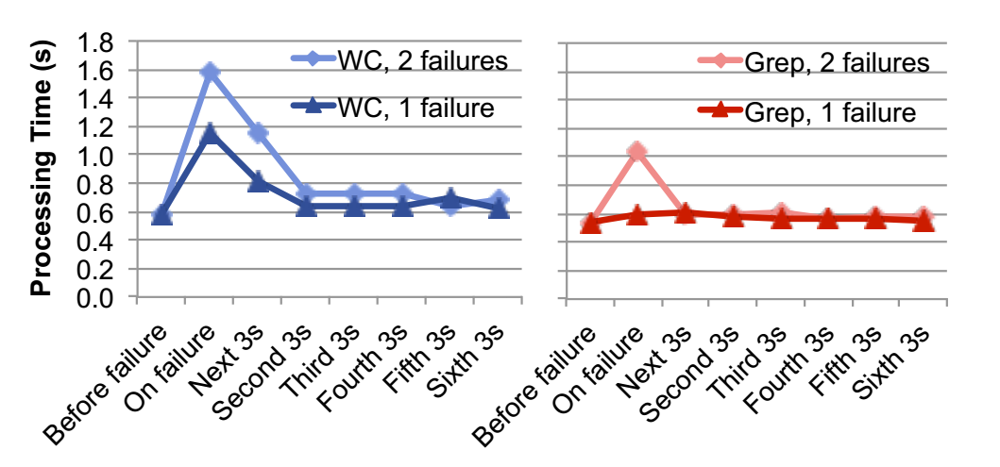 Processing Time (s)
1.8
1.6
1.4
1.2
1.0
0.8
0.6
0.4
0.2
0.0
WC, 2 failures
WC, 1 failure
Before failure
On failure
Next 3s
Second 3s
Third 3s
Fourth 3s
Fifth 3s
Sixth 3s
Grep, 2 failures
Grep, 1 failure
Before failure
On failure
Next 3s
Second 3s
Third 3s
Fourth 3s
Fifth 3s
Sixth 3s